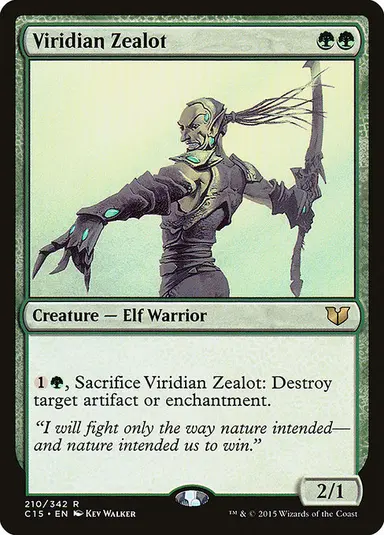 Viridian Zealot
Creature — Elf Warrior
1, Sacrifice Viridian Zealot: Destroy
target artifact or enchantment.
“I will fight only the way nature intended—
and nature intended us to win.”
2/1
210/342 R
C15 • EN Kev Walker
™ & © 2015 Wizards of the Coast